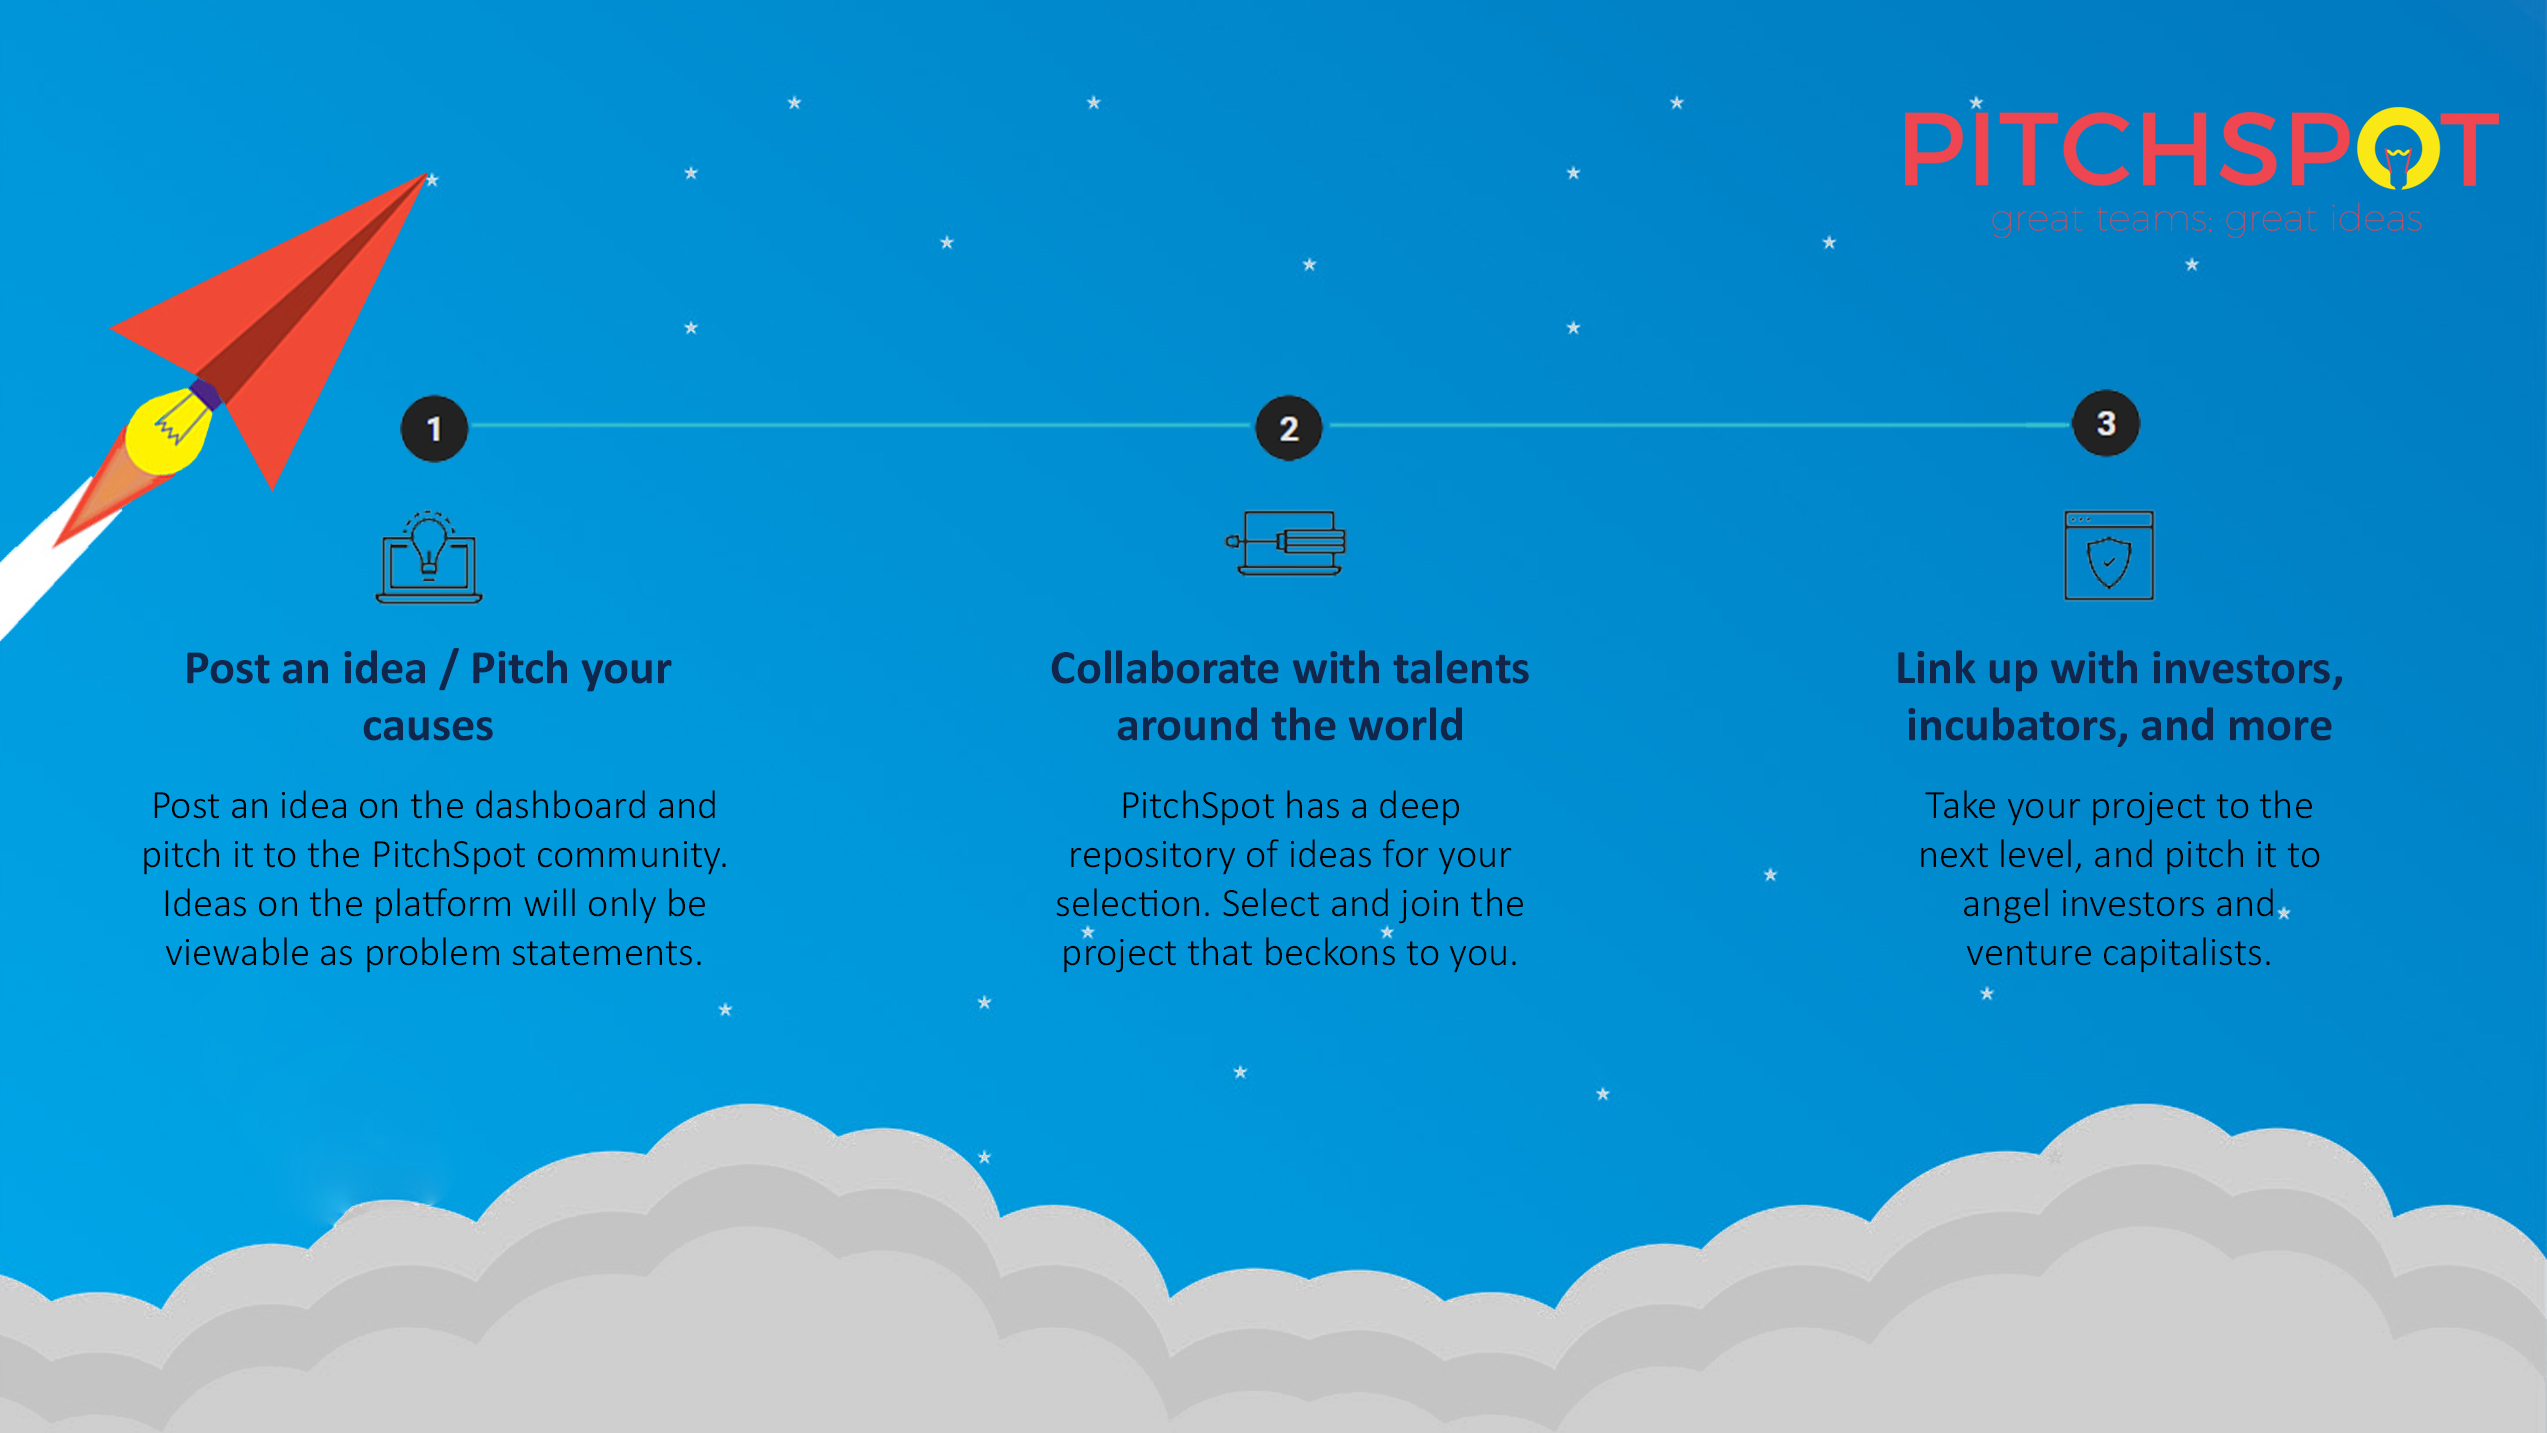 PITCHSPOT
great teams; great ideas
1
2
3
Post an idea / Pitch your
causes
Post an idea on the dashboard and
pitch it to the PitchSpot community.
Ideas on the platform will only be
viewable as problem statements.
Collaborate with talents
around the world
PitchSpot has a deep
repository of ideas for your
selection. Select and join the
project that beckons to you.
Link up with investors,
incubators, and more
Take your project to the
next level, and pitch it to
angel investors and
venture capitalists.